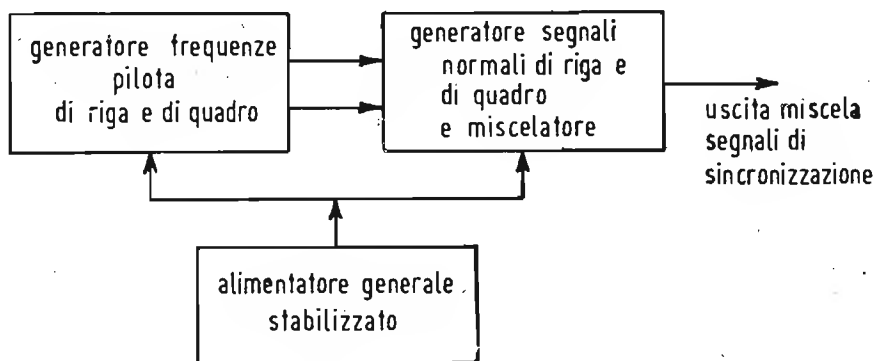 generatore frequenze
pilota
di riga e di quadro
generatore segnali
normali di riga e
di quadro
e miscelatore
uscita miscela
segnali di
sincronizzazione
alimentatore generale
stabilizzato